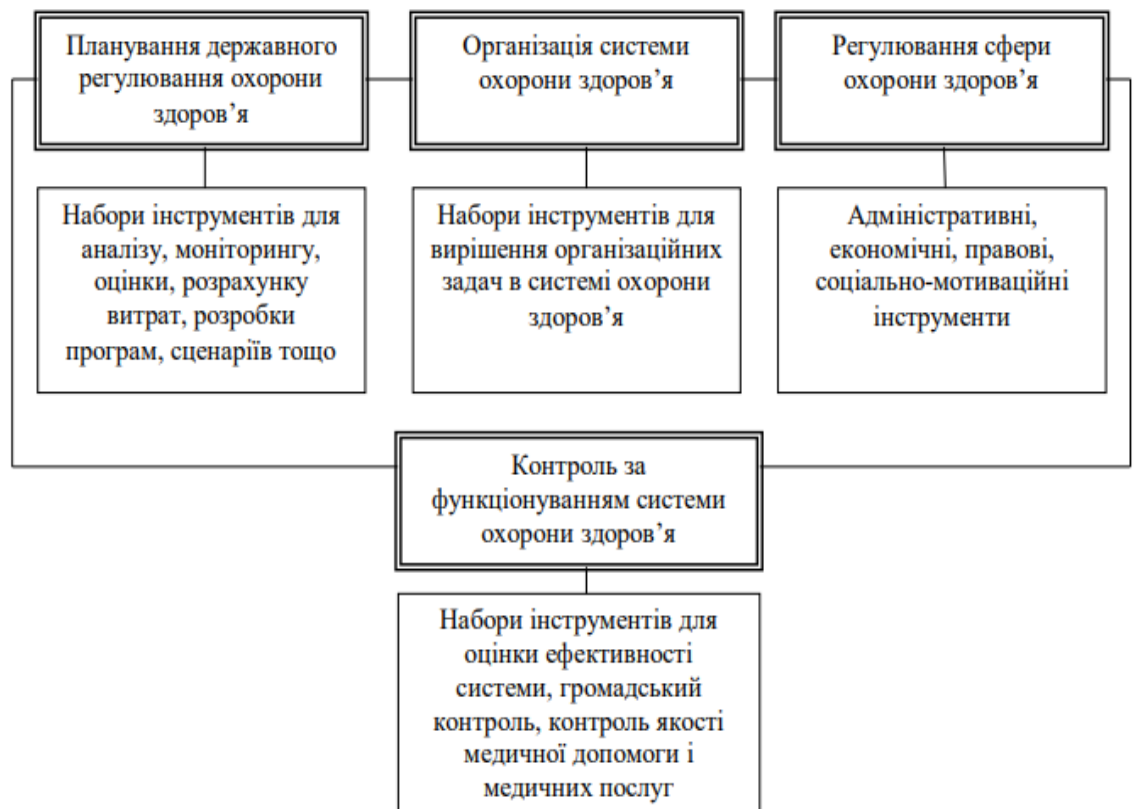 Планування державного
регулювання охорони
здоров’я
Організація системи
охорони здоров’я
Регулювання сфери
охорони здоров’я
Набори інструментів для
аналізу, моніторингу,
оцінки, розрахунку
витрат, розробки
програм, сценаріїв тощо
Набори інструментів для
вирішення організаційних
задач в системі охорони
здоров’я
Адміністративні,
економічні, правові,
соціально-мотиваційні
інструменти
Контроль за
функціонуванням системи
охорони здоров’я
Набори інструментів для
оцінки ефективності
системи, громадський
контроль, контроль якості
медичної допомоги і
медичних послуг